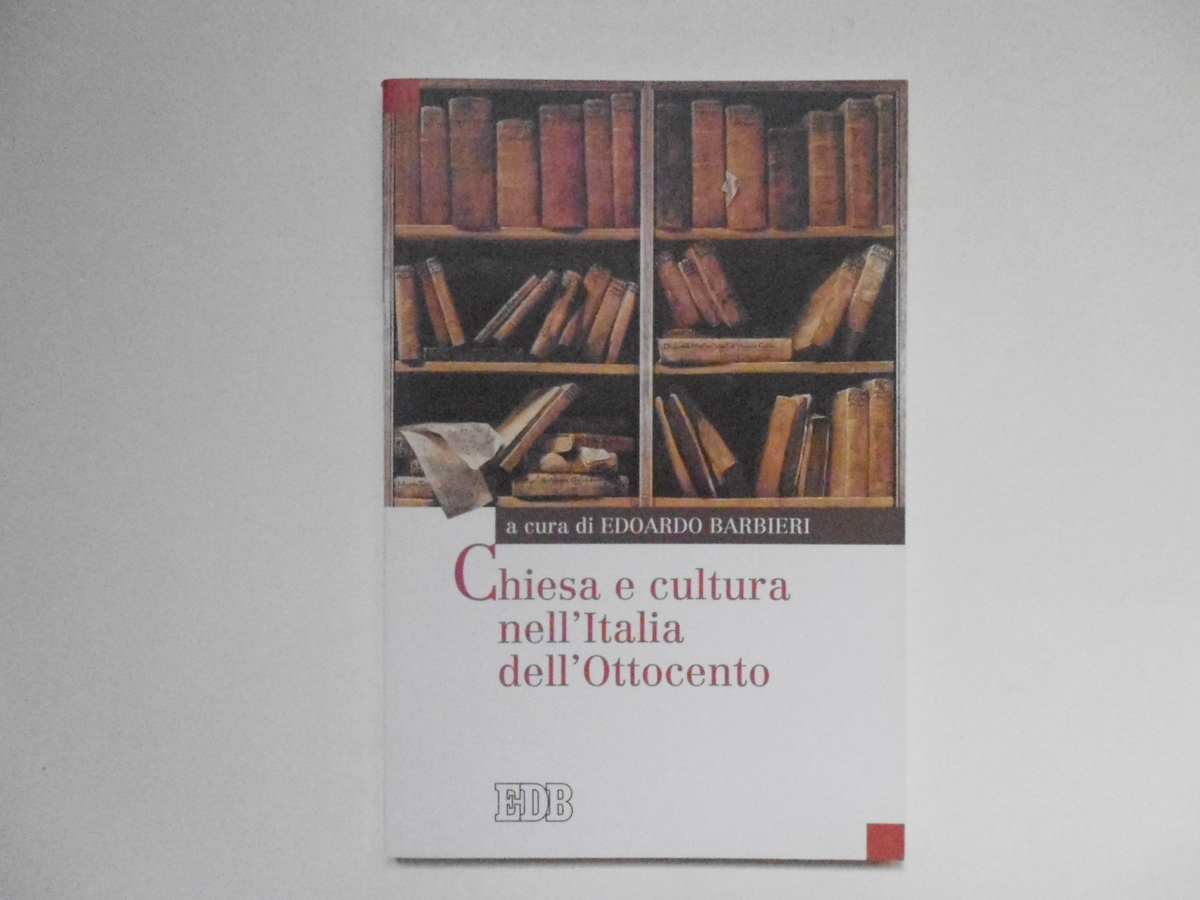 a cura di EDOARDO BARBIERI
Chiesa e cultura
nell'Italia
dell'Ottocento
EDB